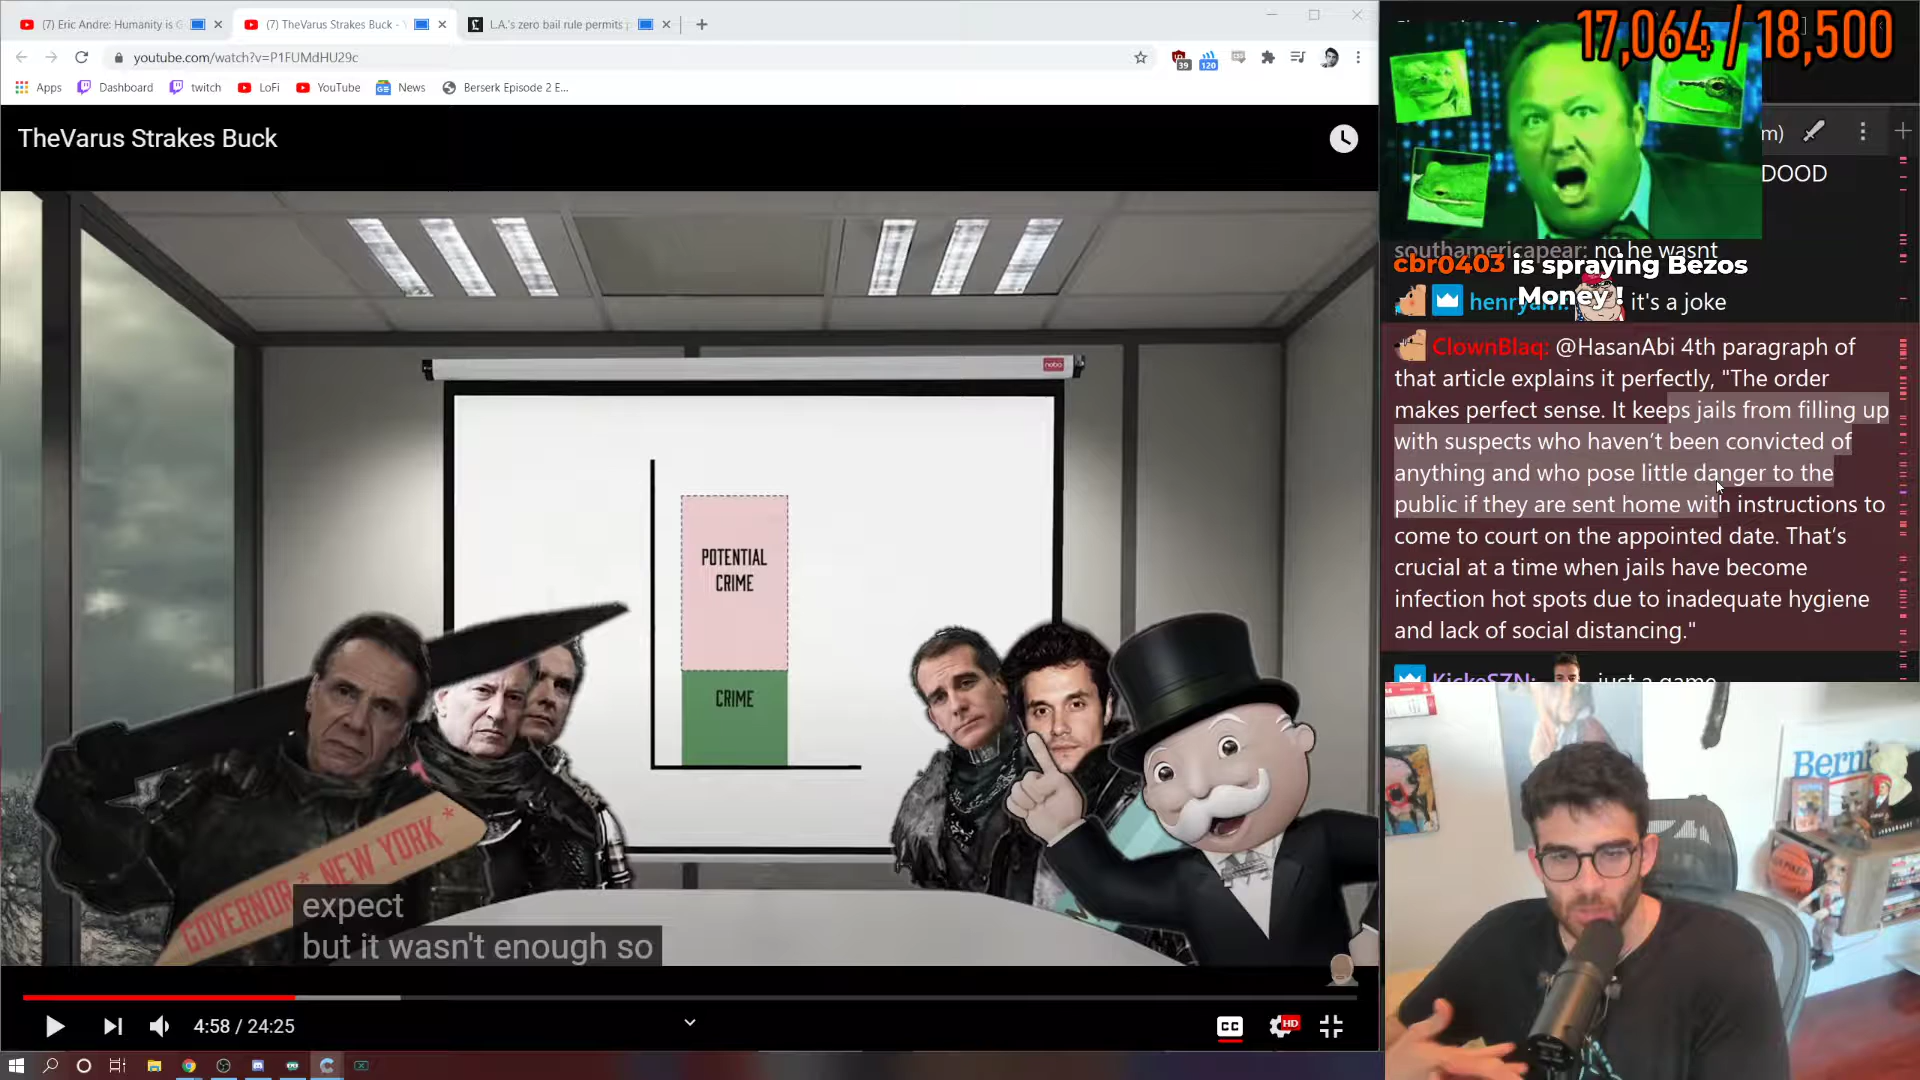 (7) Eric Andre: Humanity is G
(7) TheVarus Strakes Buck - Y
L.A.'s zero bail rule permits
youtube.com/watch?v=P1FUMdHU29c
39
120
Apps
Dashboard
twitch
LoFi
YouTube
News
Berserk Episode 2 E...
TheVarus Strakes Buck
nobo
POTENTIAL
CRIME
CRIME
GOVERNOR * NEW YORK *
expect
but it wasn't enough so
4:58 / 24:25
CC
HD
17,064 / 18,500
m)
DOOD
southamericapear: no he wasnt
cbr0403 is spraying Bezos
Money !
it's a joke
ClownBlaq: @HasanAbi 4th paragraph of
that article explains it perfectly, "The order
makes perfect sense. It keeps jails from filling up
with suspects who haven't been convicted of
anything and who pose little danger to the
public if they are sent home with instructions to
come to court on the appointed date. That's
crucial at a time when jails have become
infection hot spots due to inadequate hygiene
and lack of social distancing."
KickeSZN: just a game
Berni